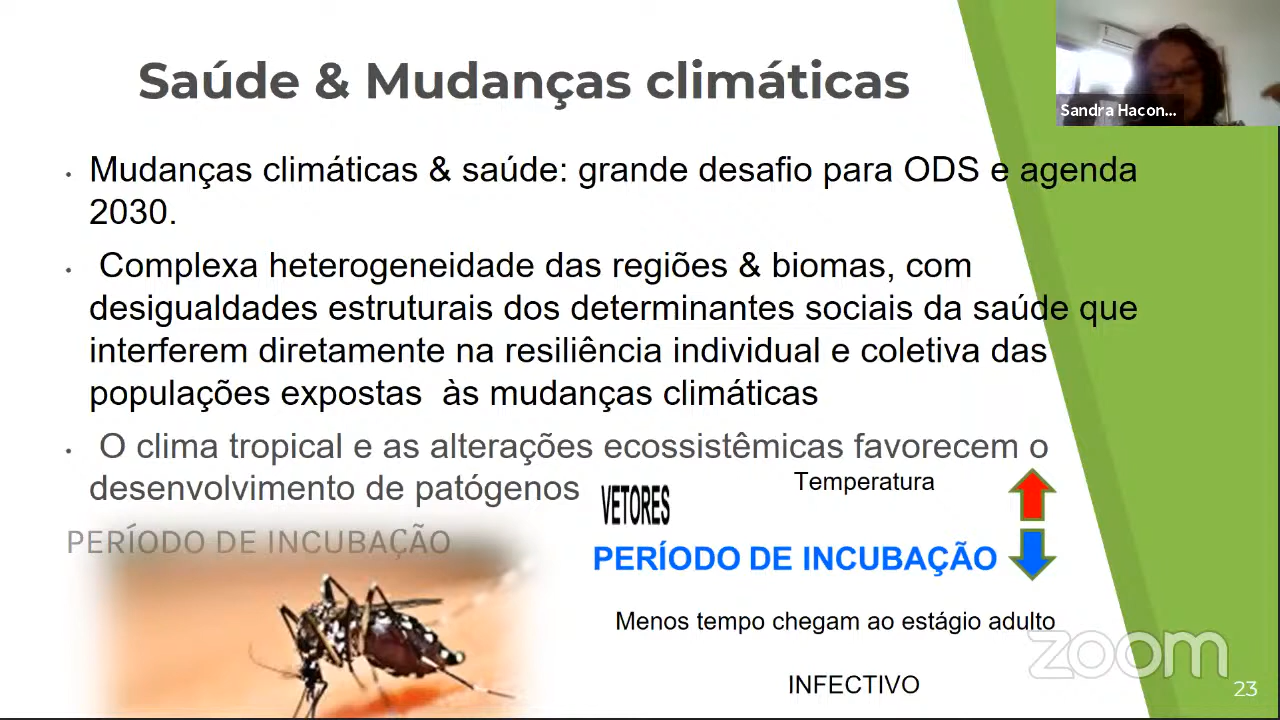 Saúde & Mudanças climáticas
Sandra Hacon...
• Mudanças climáticas & saúde: grande desafio para ODS e agenda
2030.
• Complexa heterogeneidade das regiões & biomas, com
desigualdades estruturais dos determinantes sociais da saúde que
interferem diretamente na resiliência individual e coletiva das
populações expostas às mudanças climáticas
• O clima tropical e as alterações ecossistêmicas favorecem o
desenvolvimento de patógenos
Temperatura
VETORES
PERÍODO DE INCUBAÇÃO
PERÍODO DE INCUBAÇÃO
Menos tempo chegam ao estágio adulto
zoom
INFECTIVO
23